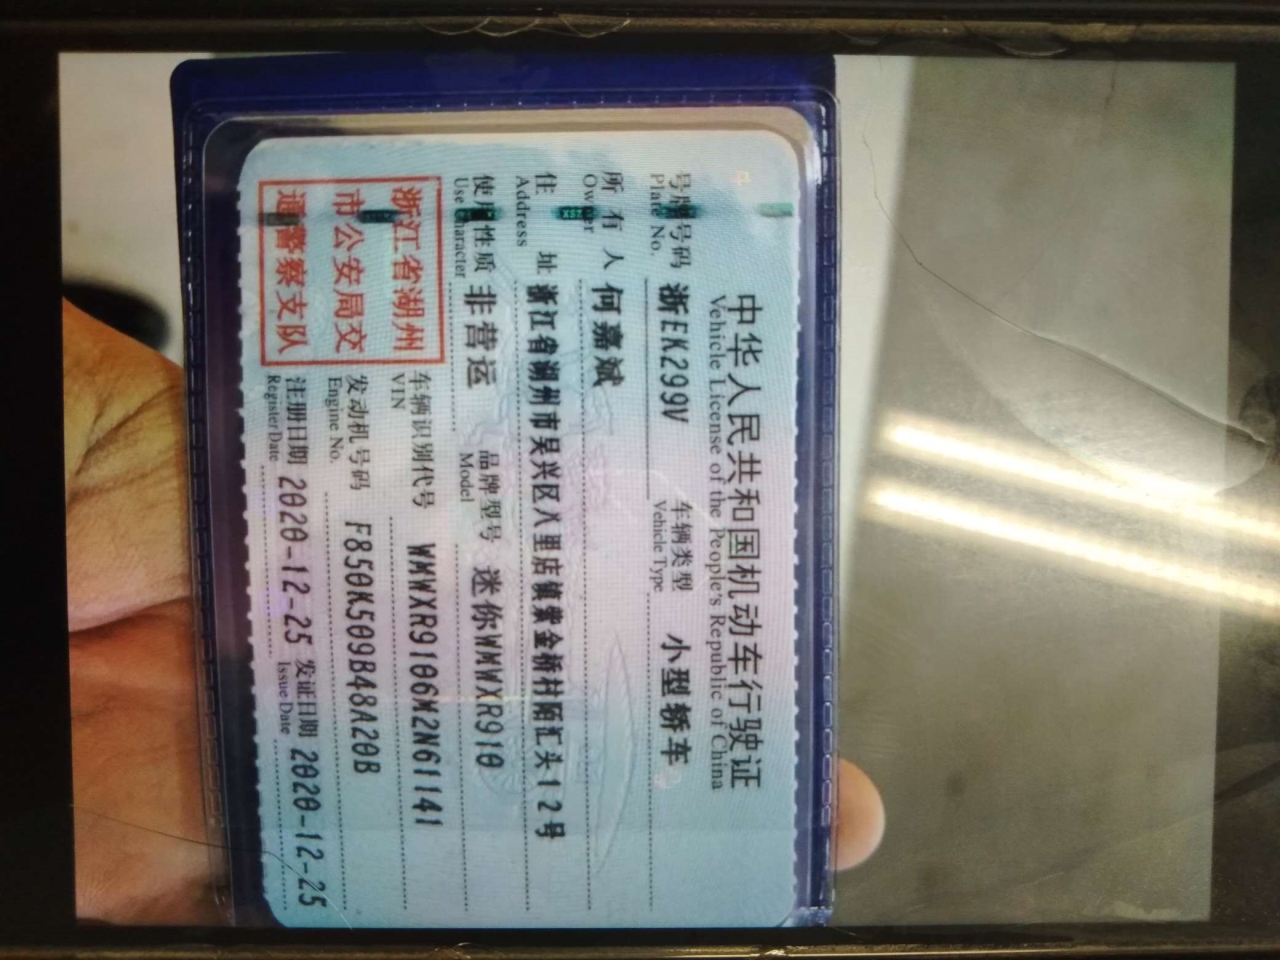 中华人民共和国机动车行驶证
Vehicle License of the People's Republic of China
号牌号码 浙EK299V 车辆类型 小型轿车
Plate No. Vehicle Type
所有人 何嘉斌
Owner
住址 浙江省湖州市吴兴区八里店镇紫金桥村陌汇头12号
Address
使用性质 非营运 品牌型号 迷你WMWXR910
Use Character Model
浙江省湖州
市公安局交
通警察支队
车辆识别代号 WMWXR9106M2N61141
VIN
发动机号码 F850K509B48A20B
Engine No.
注册日期 2020-12-25 发证日期 2020-12-25
Register Date Issue Date